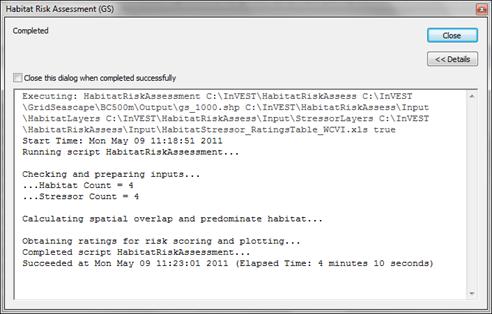 Habitat Risk Assessment (GS)
Completed
Close
<< Details
Close this dialog when completed successfully
Executing: HabitatRiskAssessment C:\InVEST\HabitatRiskAssess C:\InVEST
\GridSeascape\BC500m\Output\gs_1000.shp C:\InVEST\HabitatRiskAssess\Input
\HabitatLayers C:\InVEST\HabitatRiskAssess\Input\StressorLayers C:\InVEST
\HabitatRiskAssess\Input\HabitatStressor_RatingsTable_WCVI.xls true
Start Time: Mon May 09 11:18:51 2011
Running script HabitatRiskAssessment...
Checking and preparing inputs...
...Habitat Count = 4
...Stressor Count = 4
Calculating spatial overlap and predominate habitat...
Obtaining ratings for risk scoring and plotting...
Completed script HabitatRiskAssessment...
Succeeded at Mon May 09 11:23:01 2011 (Elapsed Time: 4 minutes 10 seconds)